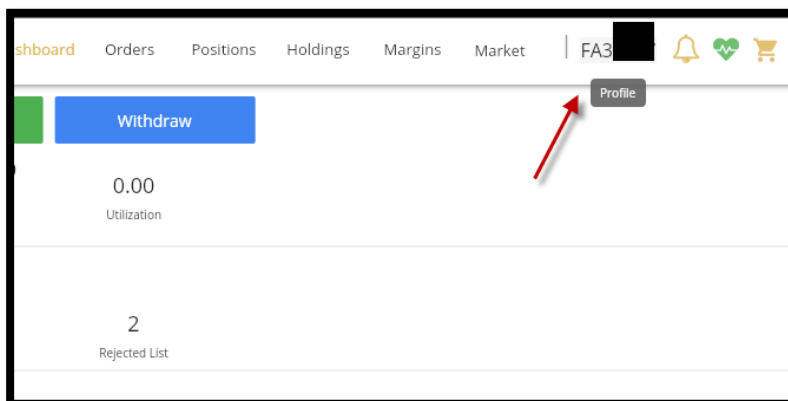 shboard Orders Positions Holdings Margins Market | FA3
Profile
Withdraw
0.00
Utilization
2
Rejected List